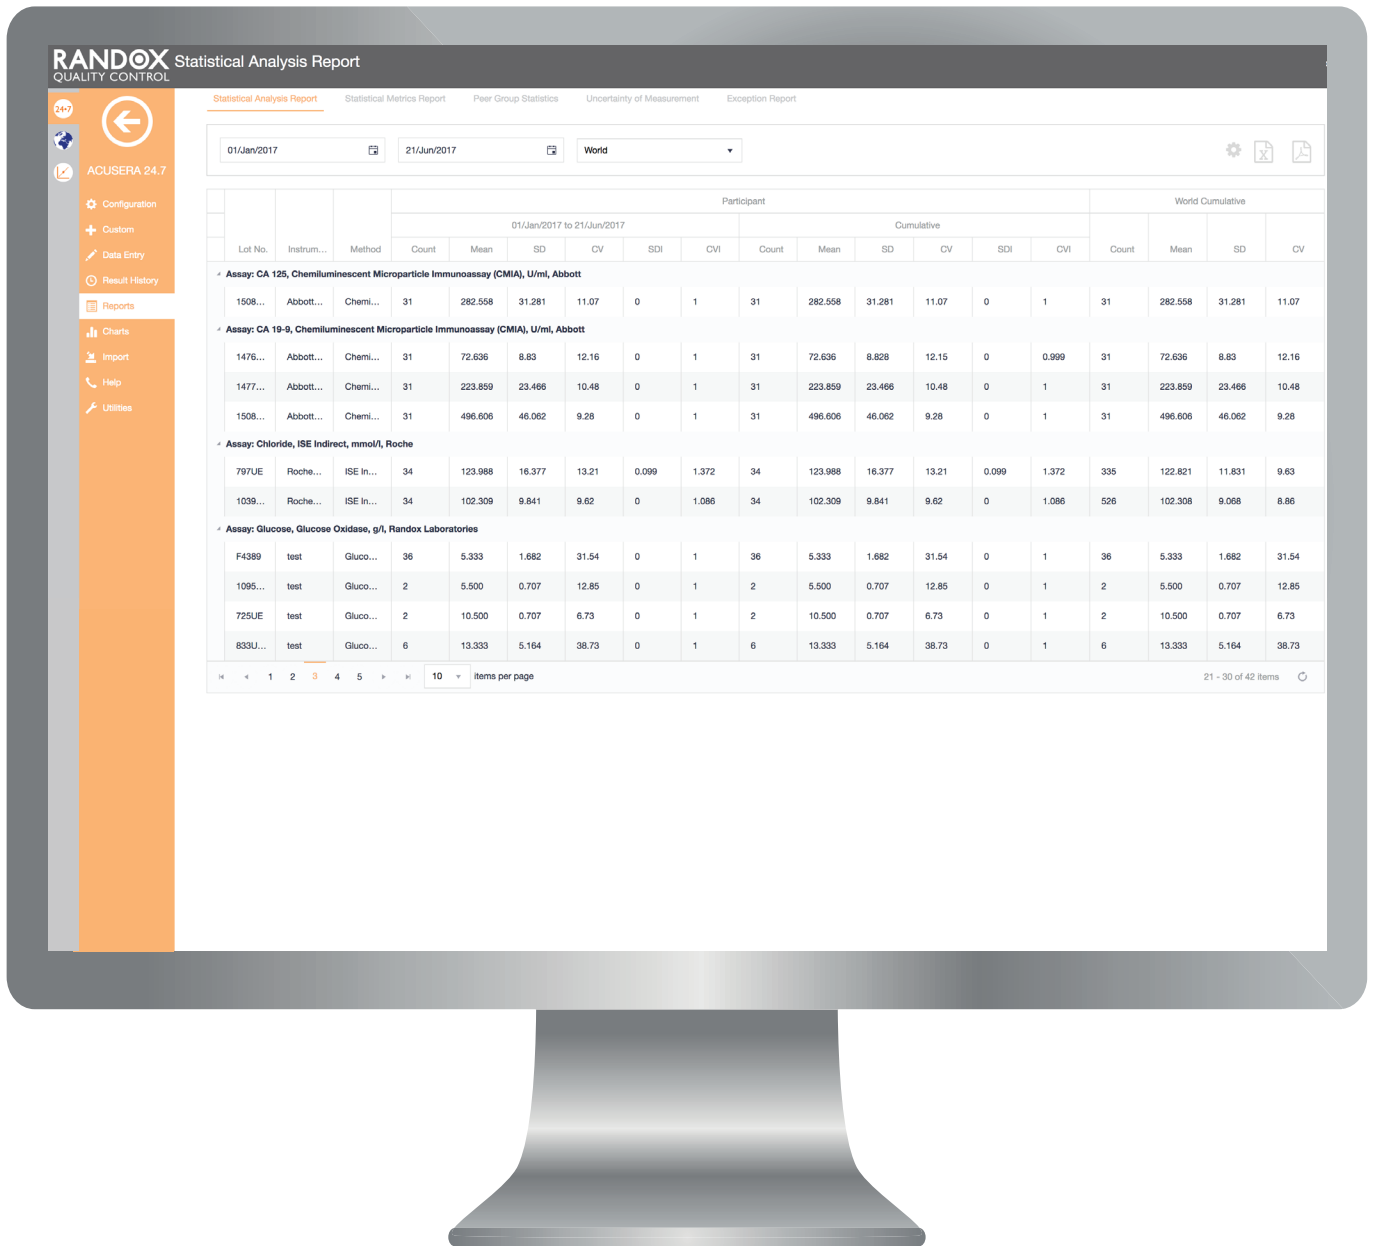 RANDOX
QUALITY CONTROL
Statistical Analysis Report
24•7
ACUSERA 24.7
Configuration
Custom
Data Entry
Result History
Reports
Charts
Import
Help
Utilities
Statistical Analysis Report Statistical Metrics Report Peer Group Statistics Uncertainty of Measurement Exception Report
01/Jan/2017 21/Jun/2017 World
Participant World Cumulative
01/Jan/2017 to 21/Jun/2017 Cumulative
Lot No. Instrum... Method Count Mean SD CV SDI CVI Count Mean SD CV SDI CVI Count Mean SD CV
Assay: CA 125, Chemiluminescent Microparticle Immunoassay (CMIA), U/ml, Abbott
1508... Abbott... Chemi... 31 282.558 31.281 11.07 0 1 31 282.558 31.281 11.07 0 1 31 282.558 31.281 11.07
Assay: CA 19-9, Chemiluminescent Microparticle Immunoassay (CMIA), U/ml, Abbott
1476... Abbott... Chemi... 31 72.636 8.83 12.16 0 1 31 72.636 8.828 12.15 0 0.999 31 72.636 8.83 12.16
1477... Abbott... Chemi... 31 223.859 23.466 10.48 0 1 31 223.859 23.466 10.48 0 1 31 223.859 23.466 10.48
1508... Abbott... Chemi... 31 496.606 46.062 9.28 0 1 31 496.606 46.062 9.28 0 1 31 496.606 46.062 9.28
Assay: Chloride, ISE Indirect, mmol/l, Roche
797UE Roche... ISE In... 34 123.988 16.377 13.21 0.099 1.372 34 123.988 16.377 13.21 0.099 1.372 335 122.821 11.831 9.63
1039... Roche... ISE In... 34 102.309 9.841 9.62 0 1.086 34 102.309 9.841 9.62 0 1.086 526 102.308 9.068 8.86
Assay: Glucose, Glucose Oxidase, g/l, Randox Laboratories
F4389 test Gluco... 36 5.333 1.682 31.54 0 1 36 5.333 1.682 31.54 0 1 36 5.333 1.682 31.54
1095... test Gluco... 2 5.500 0.707 12.85 0 1 2 5.500 0.707 12.85 0 1 2 5.500 0.707 12.85
725UE test Gluco... 2 10.500 0.707 6.73 0 1 2 10.500 0.707 6.73 0 1 2 10.500 0.707 6.73
833U... test Gluco... 6 13.333 5.164 38.73 0 1 6 13.333 5.164 38.73 0 1 6 13.333 5.164 38.73
1 2 3 4 5 10 items per page 21 - 30 of 42 items